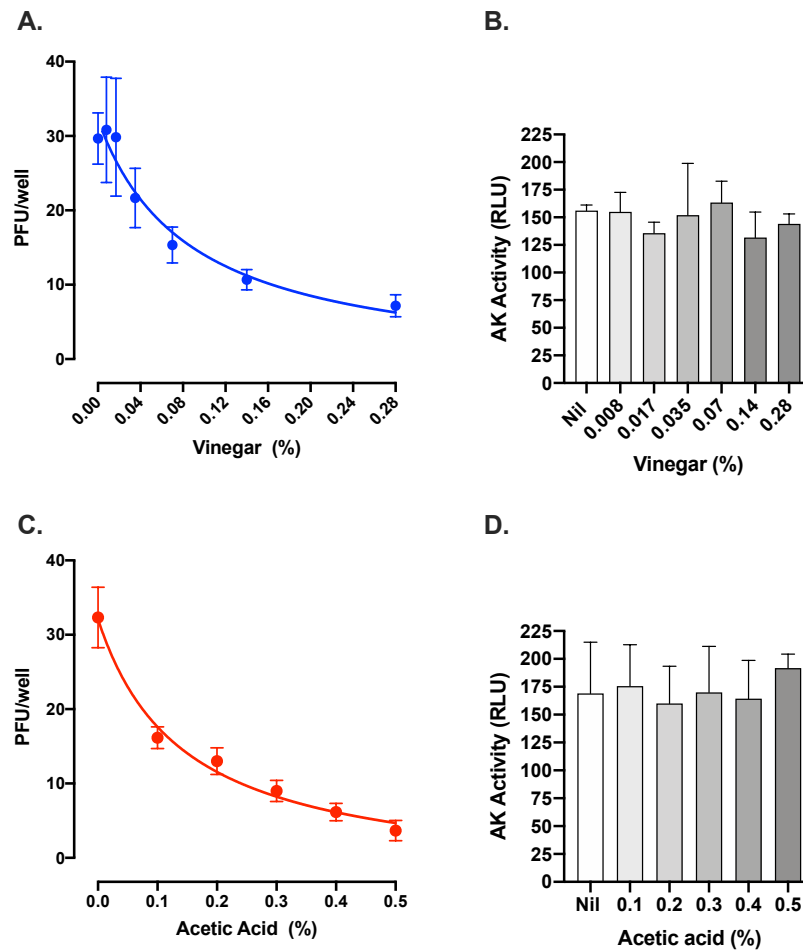 A.
PFU/well
40
30
20
10
0
0.00 0.04 0.08 0.12 0.16 0.20 0.24 0.28
Vinegar (%)
B.
AK Activity (RLU)
225
200
175
150
125
100
75
50
25
0
Nil 0.008 0.017 0.035 0.07 0.14 0.28
Vinegar (%)
C.
PFU/well
40
30
20
10
0
0.0 0.1 0.2 0.3 0.4 0.5
Acetic Acid (%)
D.
AK Activity (RLU)
225
200
175
150
125
100
75
50
25
0
Nil 0.1 0.2 0.3 0.4 0.5
Acetic acid (%)